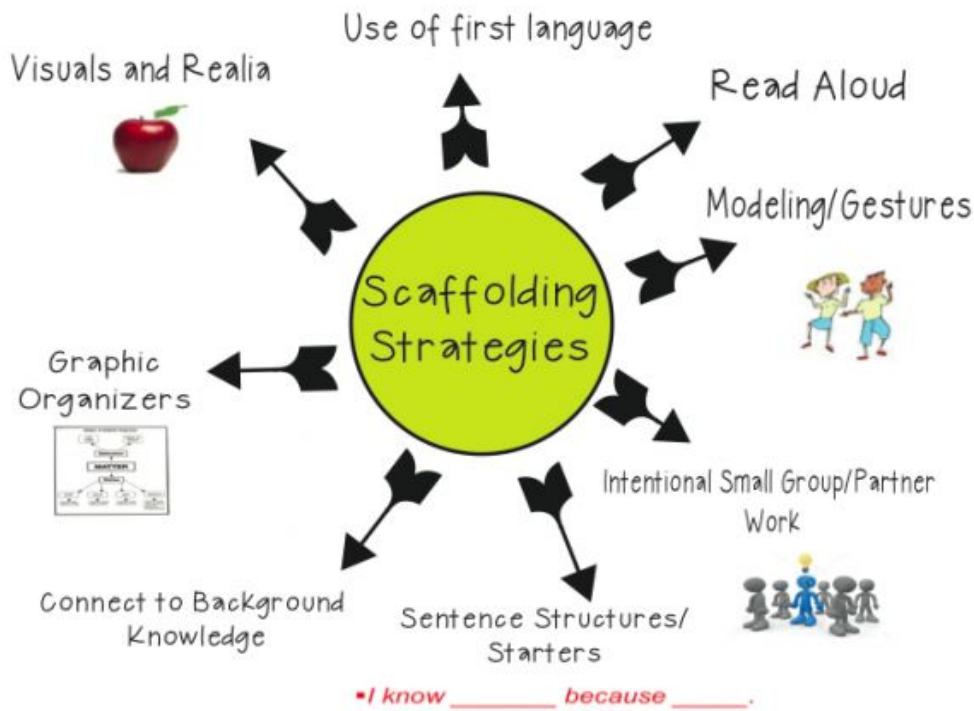 Use of first language
Visuals and Realia
Read Aloud
Modeling/Gestures
Scaffolding
Strategies
Graphic
Organizers
MATTER
Intentional Small Group/Partner
Work
Connect to Background
Knowledge
Sentence Structures/
Starters
▪I know _______ because _____.